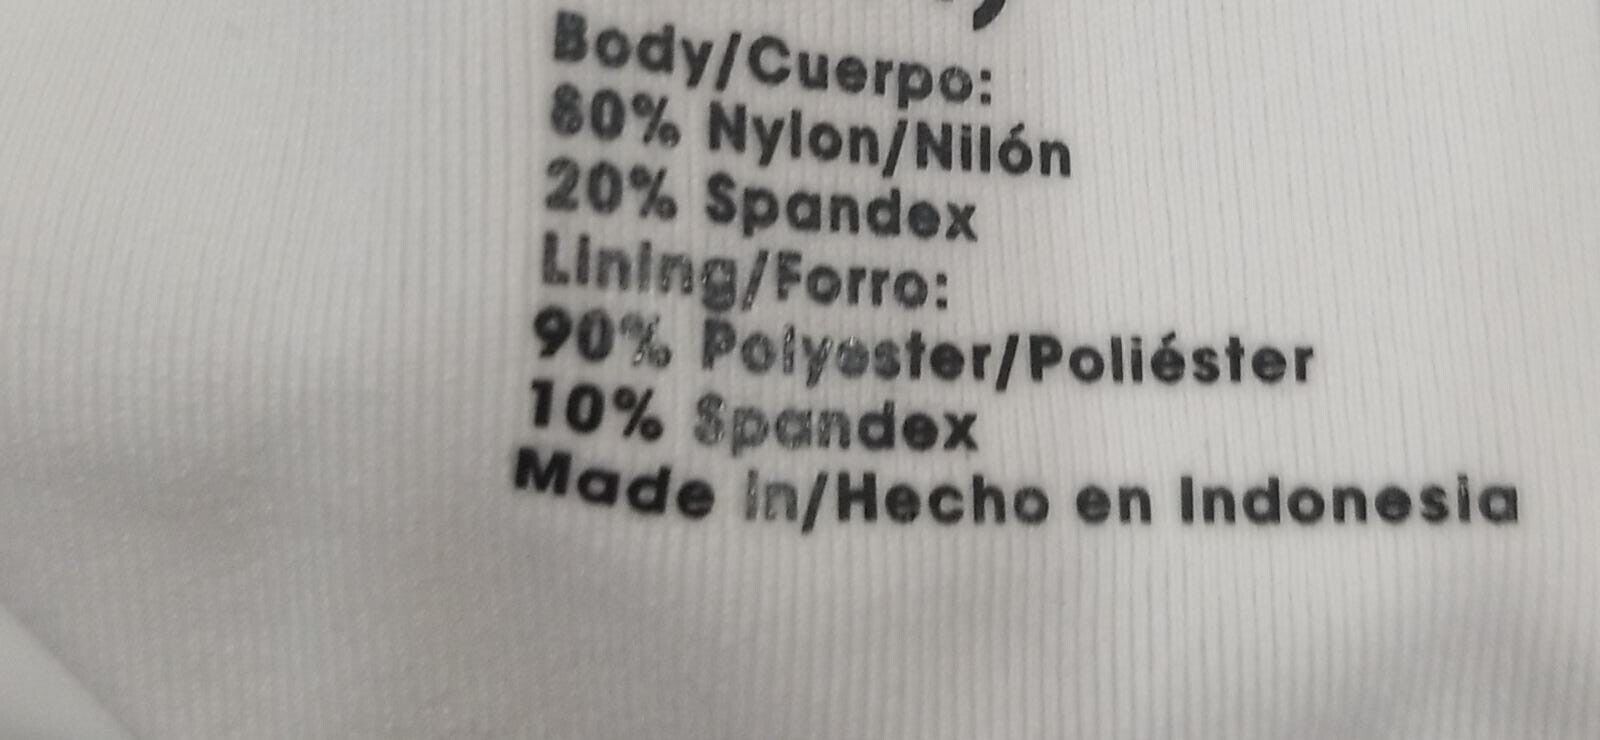 Body/Cuerpo:
80% Nylon/Nilón
20% Spandex
Lining/Forro:
90% Polyester/Poliéster
10% Spandex
Made in/Hecho en Indonesia